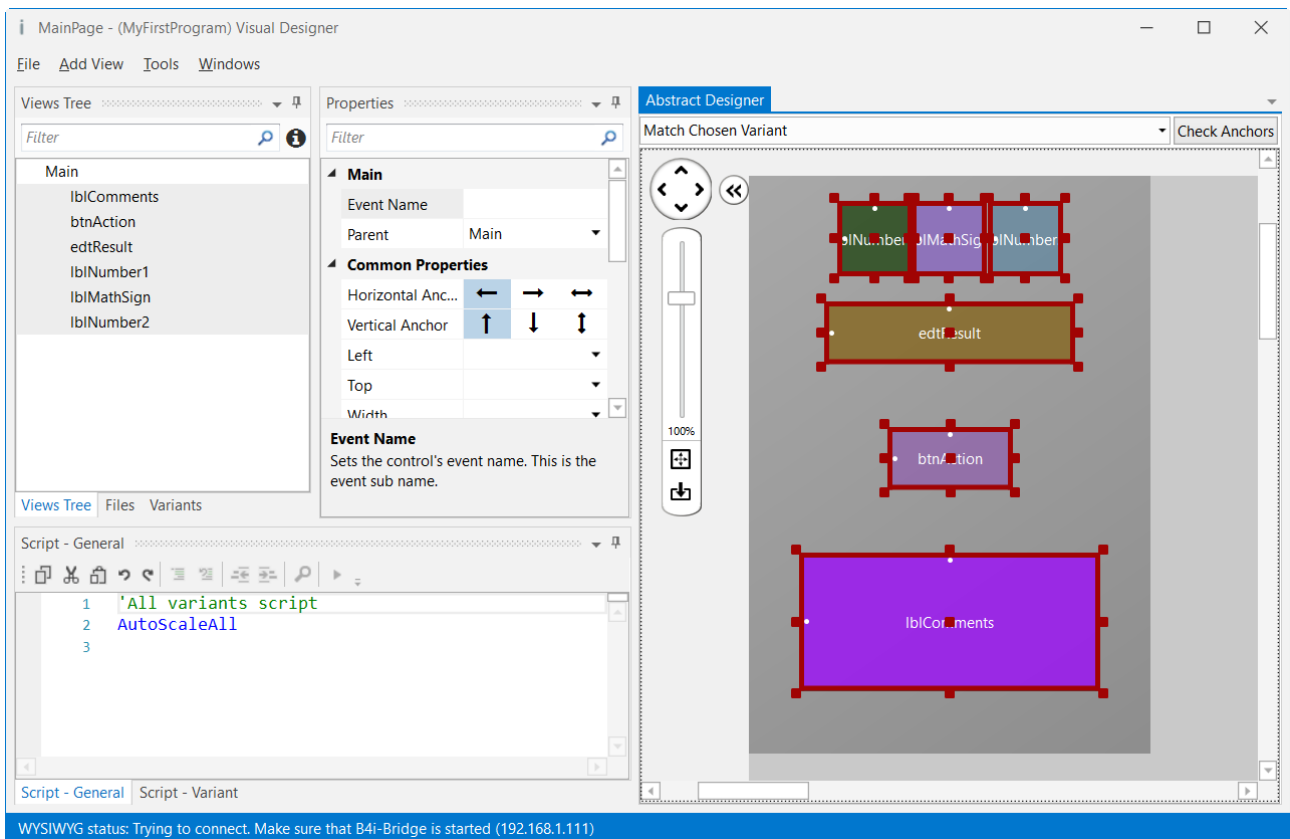 MainPage - (MyFirstProgram) Visual Designer
File Add View Tools Windows
Views Tree
Filter
Main
lblComments
btnAction
edtResult
lblNumber1
lblMathSign
lblNumber2
Views Tree Files Variants
Properties
Filter
Main
Event Name
Parent Main
Common Properties
Horizontal Anc...
Vertical Anchor
Left
Top
Width
Event Name
Sets the control's event name. This is the
event sub name.
Script - General
1 'All variants script
2 AutoScaleAll
3
Script - General Script - Variant
Abstract Designer
Match Chosen Variant Check Anchors
100%
edtResult
btnAction
lblComments
WYSIWYG status: Trying to connect. Make sure that B4i-Bridge is started (192.168.1.111)